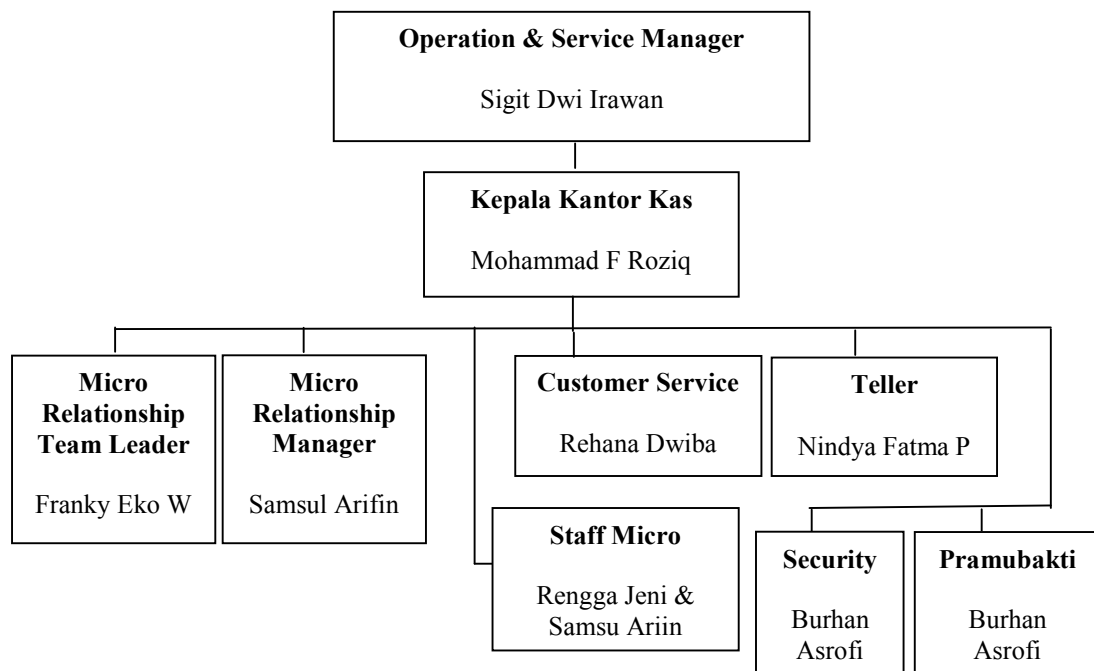 Operation & Service Manager
Sigit Dwi Irawan
Kepala Kantor Kas
Mohammad F Roziq
Micro
Relationship
Team Leader
Franky Eko W
Micro
Relationship
Manager
Samsul Arifin
Customer Service
Rehana Dwiba
Teller
Nindya Fatma P
Staff Micro
Rengga Jeni &
Samsu Ariin
Security
Burhan
Asrofi
Pramubakti
Burhan
Asrofi